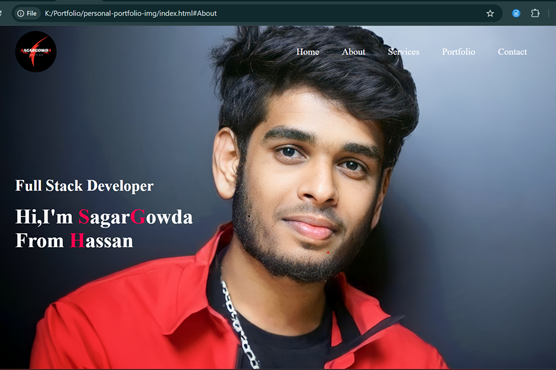 File K:/Portfolio/personal-portfolio-img/index.html#About
Home About Services Portfolio Contact
Full Stack Developer
Hi,I'm SagarGowda
From Hassan